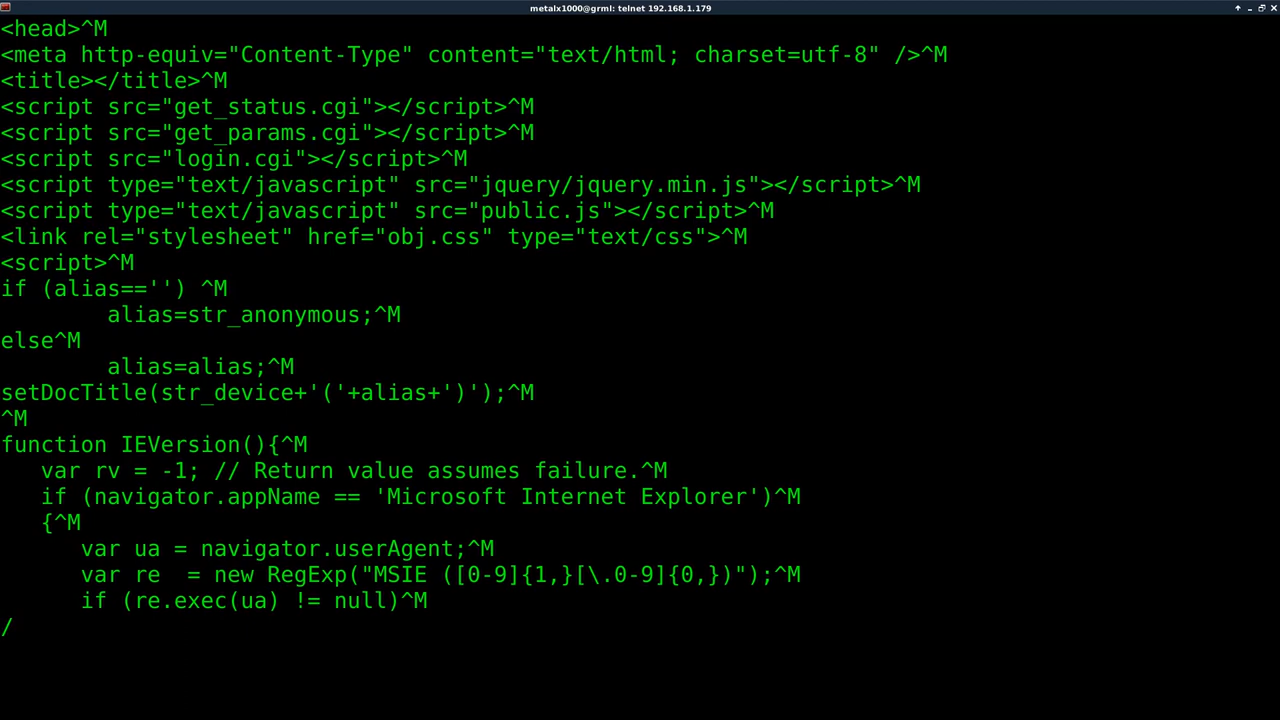 metalx1000@grml: telnet 192.168.1.179
<head>^M
<meta http-equiv="Content-Type" content="text/html; charset=utf-8" />^M
<title></title>^M
<script src="get_status.cgi"></script>^M
<script src="get_params.cgi"></script>^M
<script src="login.cgi"></script>^M
<script type="text/javascript" src="jquery/jquery.min.js"></script>^M
<script type="text/javascript" src="public.js"></script>^M
<link rel="stylesheet" href="obj.css" type="text/css">^M
<script>^M
if (alias=='') ^M
        alias=str_anonymous;^M
else^M
        alias=alias;^M
setDocTitle(str_device+'('+alias+')');^M
^M
function IEVersion(){^M
   var rv = -1; // Return value assumes failure.^M
   if (navigator.appName == 'Microsoft Internet Explorer')^M
   {^M
      var ua = navigator.userAgent;^M
      var re  = new RegExp("MSIE ([0-9]{1,}[\.0-9]{0,})");^M
      if (re.exec(ua) != null)^M
/